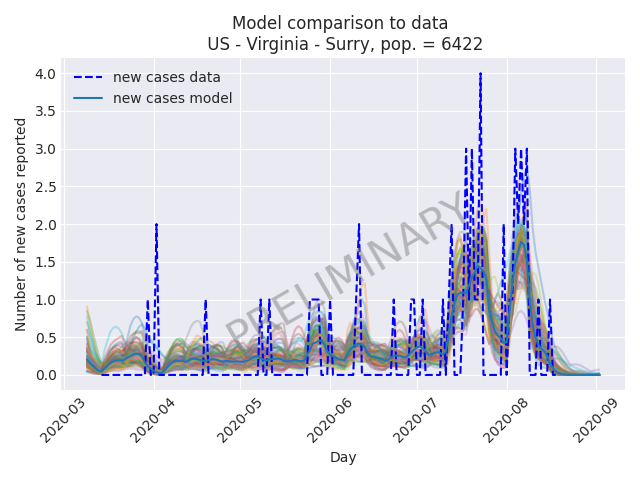 Model comparison to data
US - Virginia - Surry, pop. = 6422
new cases data
new cases model
PRELIMINARY
Number of new cases reported
4.0
3.5
3.0
2.5
2.0
1.5
1.0
0.5
0.0
2020-03
2020-04
2020-05
2020-06
2020-07
2020-08
2020-09
Day